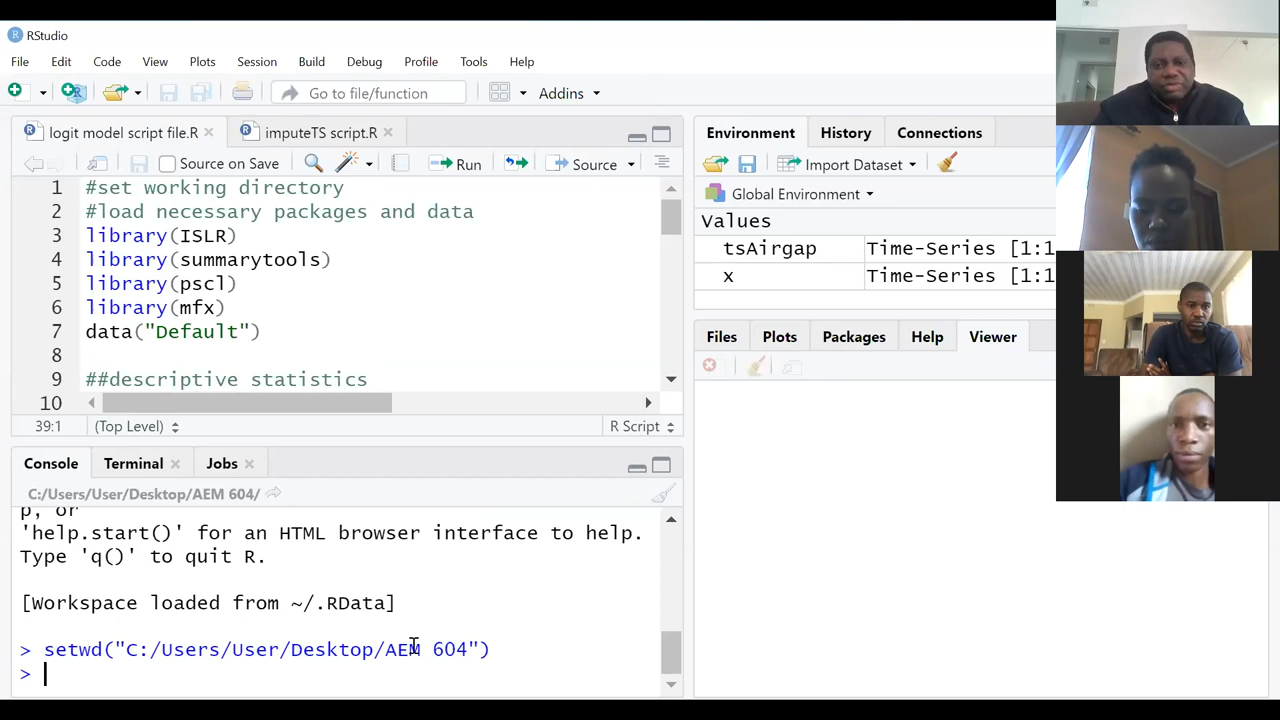 RStudio
File Edit Code View Plots Session Build Debug Profile Tools Help
Go to file/function Addins
logit model script file.R imputeTS script.R
Source on Save Run Source
1 #set working directory
2 #load necessary packages and data
3 library(ISLR)
4 library(summarytools)
5 library(pscl)
6 library(mfx)
7 data("Default")
8
9 ##descriptive statistics
10
39:1 (Top Level) R Script
Console Terminal Jobs
C:/Users/User/Desktop/AEM 604/
p, or
'help.start()' for an HTML browser interface to help.
Type 'q()' to quit R.
[Workspace loaded from ~/.RData]
> setwd("C:/Users/User/Desktop/AEM 604")
>
Environment History Connections
Import Dataset
Global Environment
Values
tsAirgap Time-Series [1:1
x Time-Series [1:1
Files Plots Packages Help Viewer